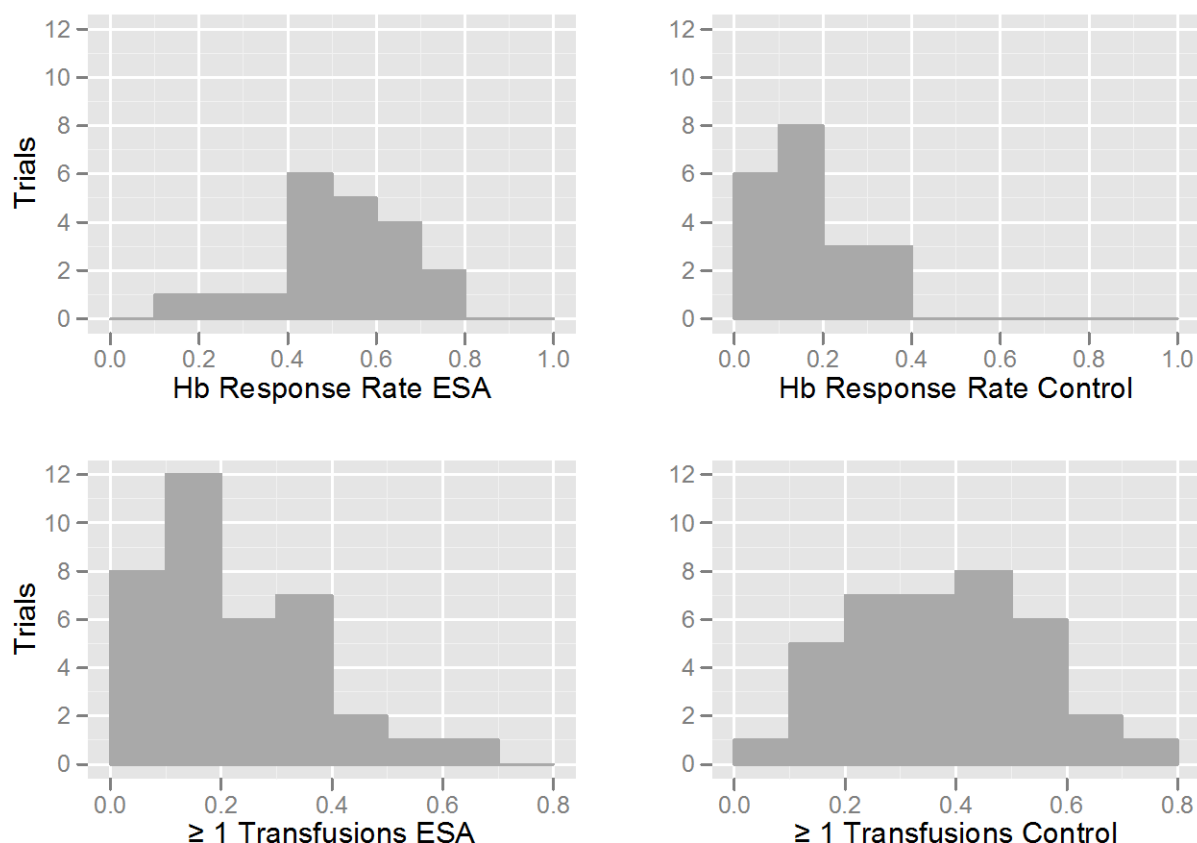 Trials
12
10
8
6
4
2
0
0.0 0.2 0.4 0.6 0.8 1.0
Hb Response Rate ESA
12
10
8
6
4
2
0
0.0 0.2 0.4 0.6 0.8 1.0
Hb Response Rate Control
Trials
12
10
8
6
4
2
0
0.0 0.2 0.4 0.6 0.8
≥ 1 Transfusions ESA
12
10
8
6
4
2
0
0.0 0.2 0.4 0.6 0.8
≥ 1 Transfusions Control